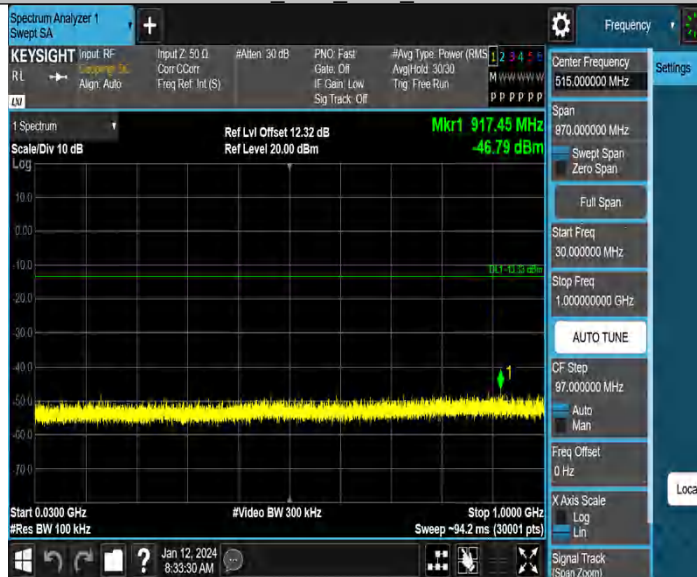 Spectrum Analyzer 1
Swept SA
+
Frequency
KEYSIGHT
Input: RF
Coupling: DC
Align: Auto
Input Z: 50 Ω
Corr CCorr
Freq Ref: Int (S)
#Atten: 30 dB
PNO: Fast
Gate: Off
IF Gain: Low
Sig Track: Off
#Avg Type: Power (RMS
Avg|Hold: 30/30
Trig: Free Run
1 2 3 4 5 6
M W W W W W
P P P P P P
RL
LXI
1 Spectrum
Scale/Div 10 dB
Log
Ref Lvl Offset 12.32 dB
Ref Level 20.00 dBm
Mkr1 917.45 MHz
-46.79 dBm
10.0
0.00
-10.0
-20.0
-30.0
-40.0
-50.0
-60.0
-70.0
1
Start 0.0300 GHz
#Res BW 100 kHz
#Video BW 300 kHz
Stop 1.0000 GHz
Sweep ~94.2 ms (30001 pts)
?
Jan 12, 2024
8:33:30 AM
Center Frequency
515.000000 MHz
Span
970.000000 MHz
Swept Span
Zero Span
Full Span
Start Freq
30.000000 MHz
Stop Freq
1.000000000 GHz
AUTO TUNE
CF Step
97.000000 MHz
Auto
Man
Freq Offset
0 Hz
X Axis Scale
Log
Lin
Signal Track
(Span Zoom)
Settings
Loca